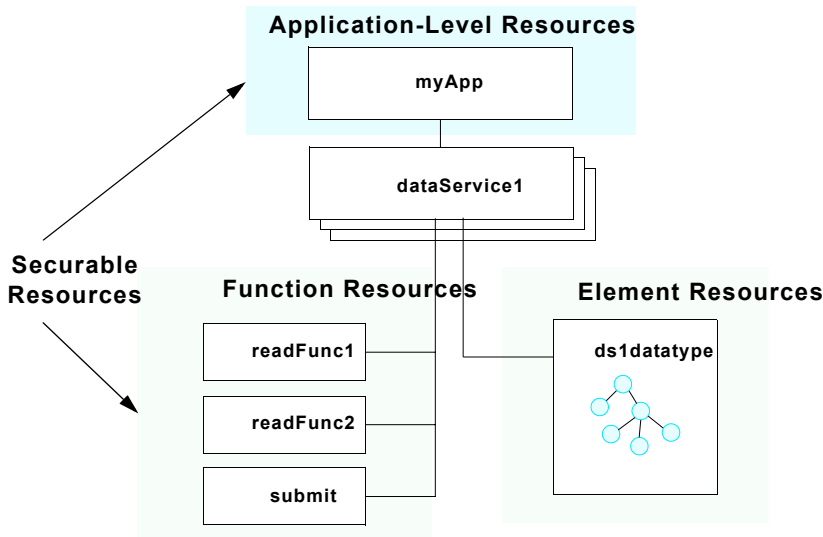 Application-Level Resources
myApp
dataService1
Securable
Resources
Function Resources
Element Resources
readFunc1
ds1datatype
readFunc2
submit